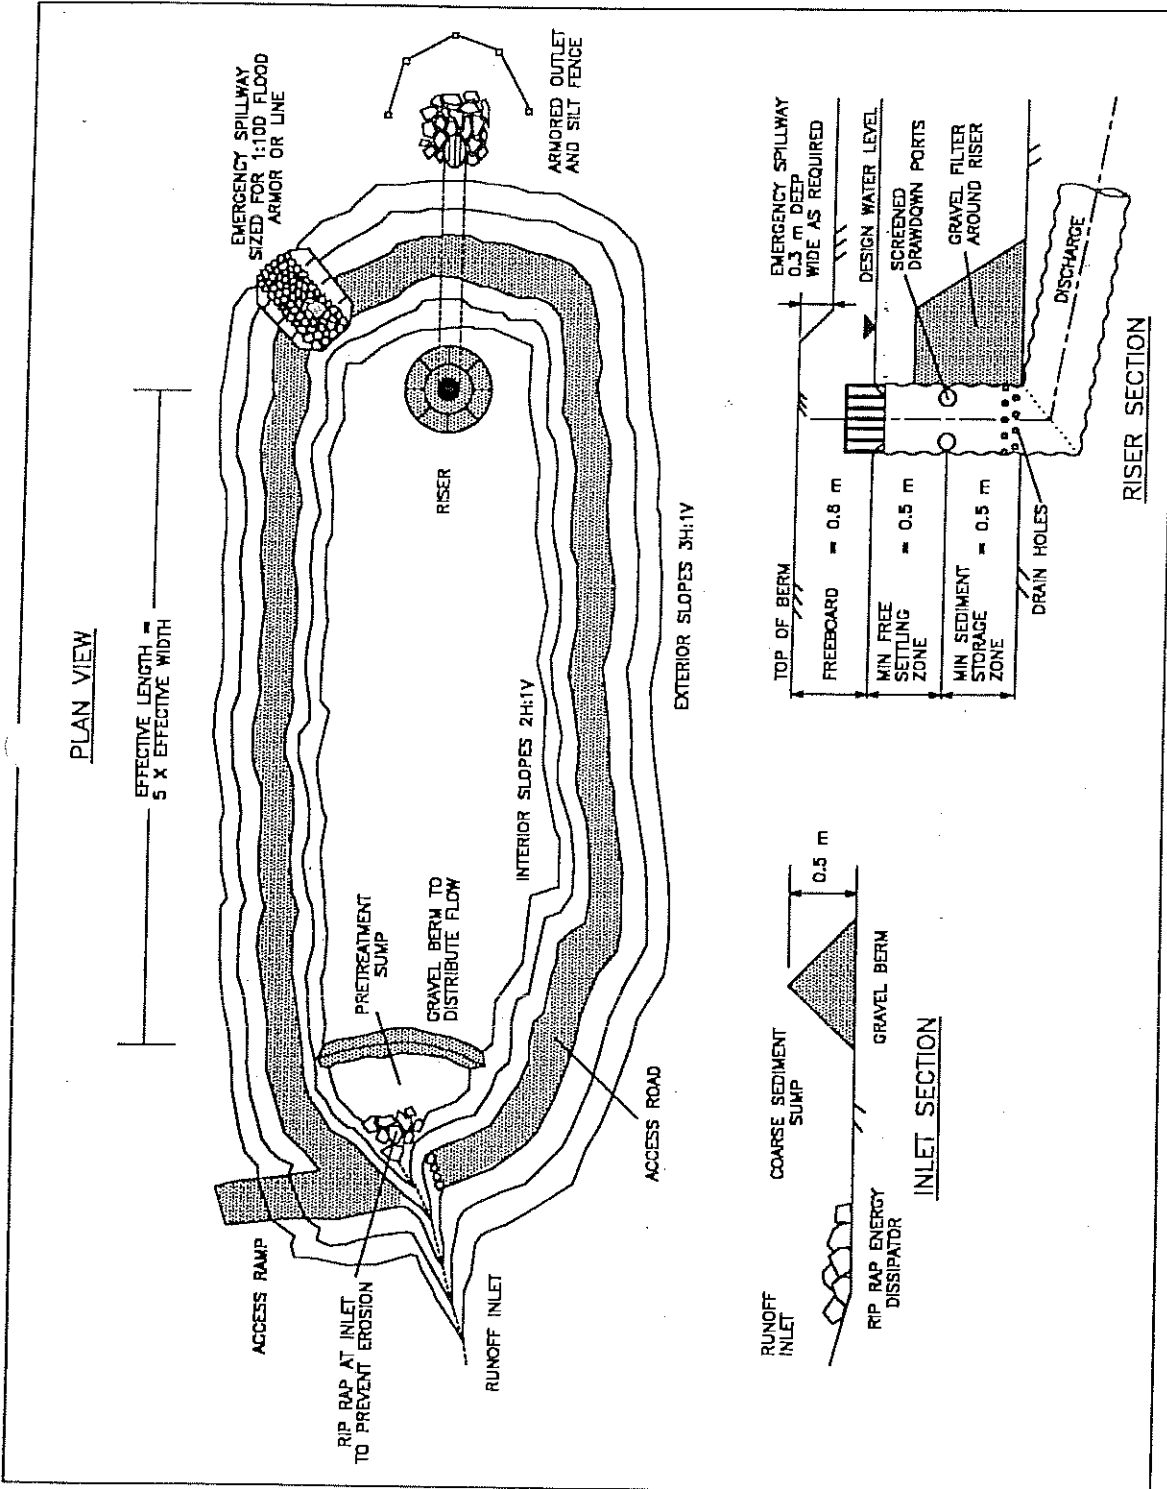 PLAN VIEW
EFFECTIVE LENGTH =
5 X EFFECTIVE WIDTH
EMERGENCY SPILLWAY
SIZED FOR 1:100 FLOOD
ARMOR OR LINE
ACCESS RAMP
RIP RAP AT INLET
TO PREVENT EROSION
PRETREATMENT
SUMP
GRAVEL BERM TO
DISTRIBUTE FLOW
RISER
ARMORED OUTLET
AND SILT FENCE
INTERIOR SLOPES 2H:1V
RUNOFF INLET
ACCESS ROAD
EXTERIOR SLOPES 3H:1V
RUNOFF
INLET
COARSE SEDIMENT
SUMP
0.5 m
RIP RAP ENERGY
DISSIPATOR
GRAVEL BERM
INLET SECTION
TOP OF BERM
FREEBOARD = 0.6 m
MIN FREE
SETTLING = 0.5 m
ZONE
MIN SEDIMENT
STORAGE = 0.5 m
ZONE
DRAIN HOLES
EMERGENCY SPILLWAY
0.3 m DEEP
WIDE AS REQUIRED
DESIGN WATER LEVEL
SCREENED
DRAWDOWN PORTS
GRAVEL FILTER
AROUND RISER
DISCHARGE
RISER SECTION